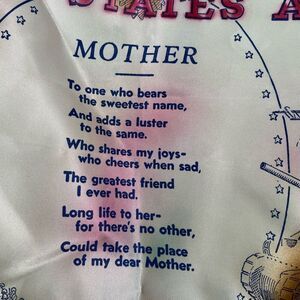 STATES A
MOTHER
To one who bears
the sweetest name,
And adds a luster
to the same.
Who shares my joys-
who cheers when sad,
The greatest friend
I ever had.
Long life to her-
for there's no other,
Could take the place
of my dear Mother.